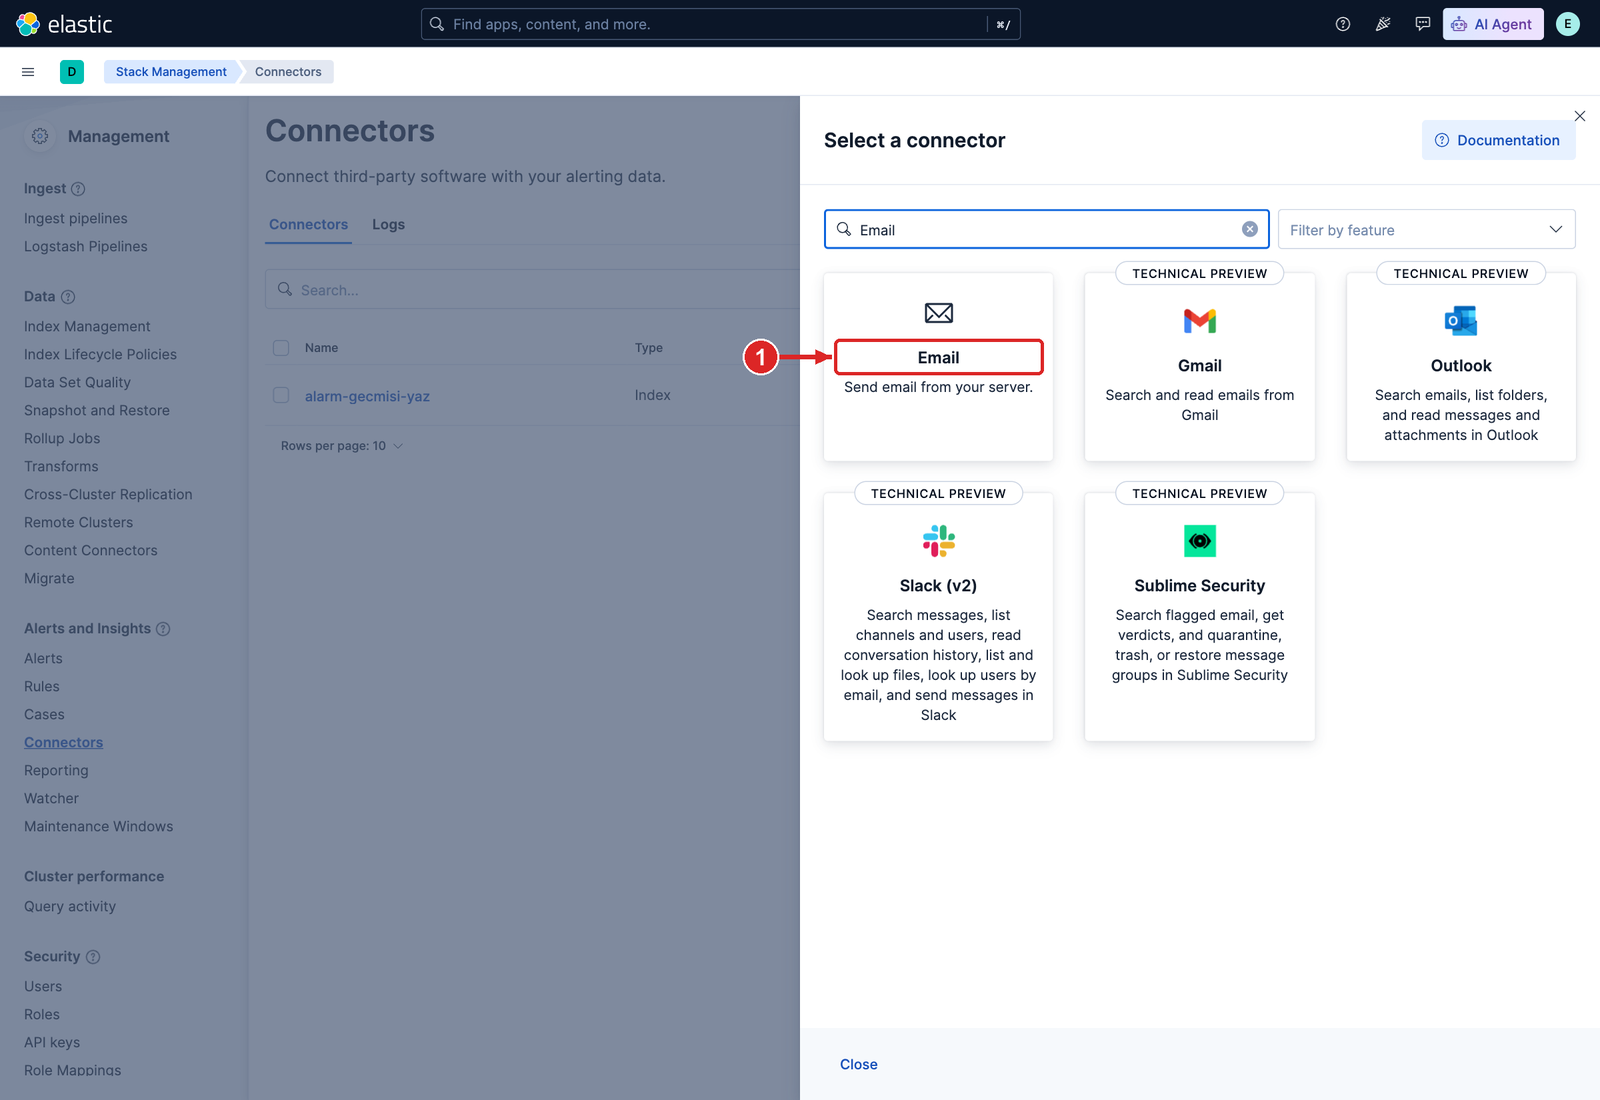 elastic
Find apps, content, and more.
⌘/
AI Agent
E
D
Stack Management
Connectors
Management
Ingest
Ingest pipelines
Logstash Pipelines
Data
Index Management
Index Lifecycle Policies
Data Set Quality
Snapshot and Restore
Rollup Jobs
Transforms
Cross-Cluster Replication
Remote Clusters
Content Connectors
Migrate
Alerts and Insights
Alerts
Rules
Cases
Connectors
Reporting
Watcher
Maintenance Windows
Cluster performance
Query activity
Security
Users
Roles
API keys
Role Mappings
Connectors
Connect third-party software with your alerting data.
Connectors
Logs
Search...
Name
Type
alarm-gecmisi-yaz
Index
Rows per page: 10
Select a connector
Documentation
Email
Filter by feature
1
Email
Send email from your server.
TECHNICAL PREVIEW
Gmail
Search and read emails from
Gmail
TECHNICAL PREVIEW
Outlook
Search emails, list folders,
and read messages and
attachments in Outlook
TECHNICAL PREVIEW
Slack (v2)
Search messages, list
channels and users, read
conversation history, list and
look up files, look up users by
email, and send messages in
Slack
TECHNICAL PREVIEW
Sublime Security
Search flagged email, get
verdicts, and quarantine,
trash, or restore message
groups in Sublime Security
Close